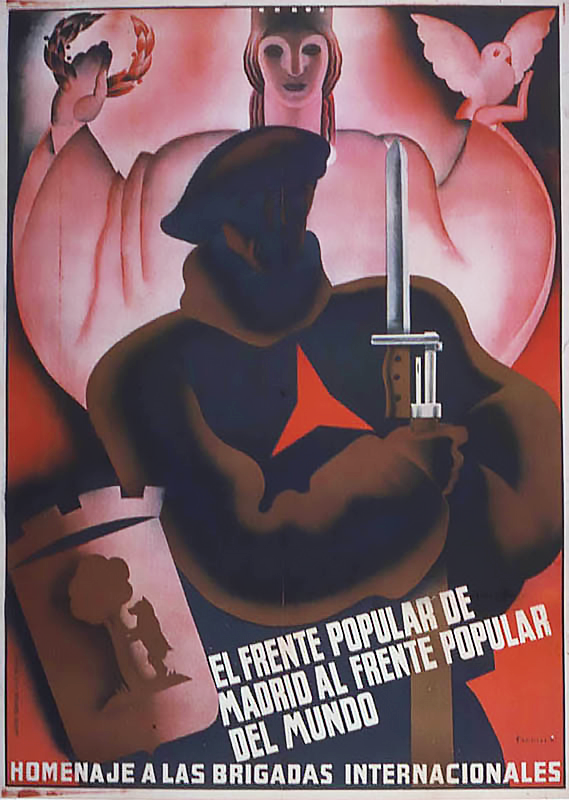 EL FRENTE POPULAR DE
MADRID AL FRENTE POPULAR
DEL MUNDO
HOMENAJE A LAS BRIGADAS INTERNACIONALES